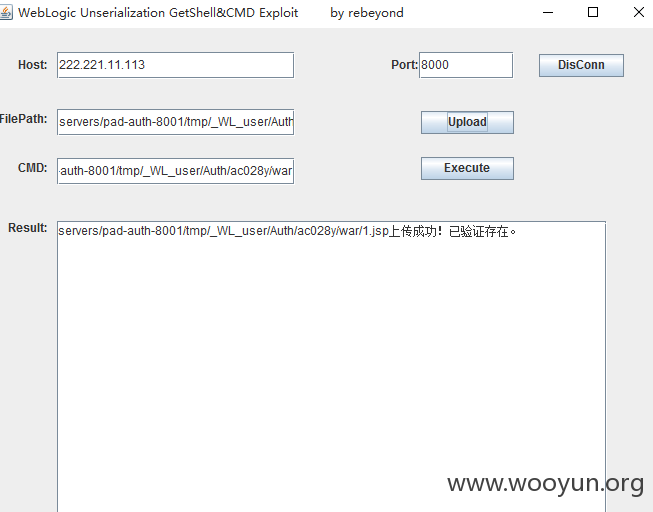 WebLogic Unserialization GetShell&CMD Exploit by rebeyond
Host: 222.221.11.113 Port: 8000 DisConn
FilePath: servers/pad-auth-8001/tmp/_WL_user/Auth Upload
CMD: -auth-8001/tmp/_WL_user/Auth/ac028y/war Execute
Result: servers/pad-auth-8001/tmp/_WL_user/Auth/ac028y/war/1.jsp上传成功！已验证存在。
www.wooyun.org